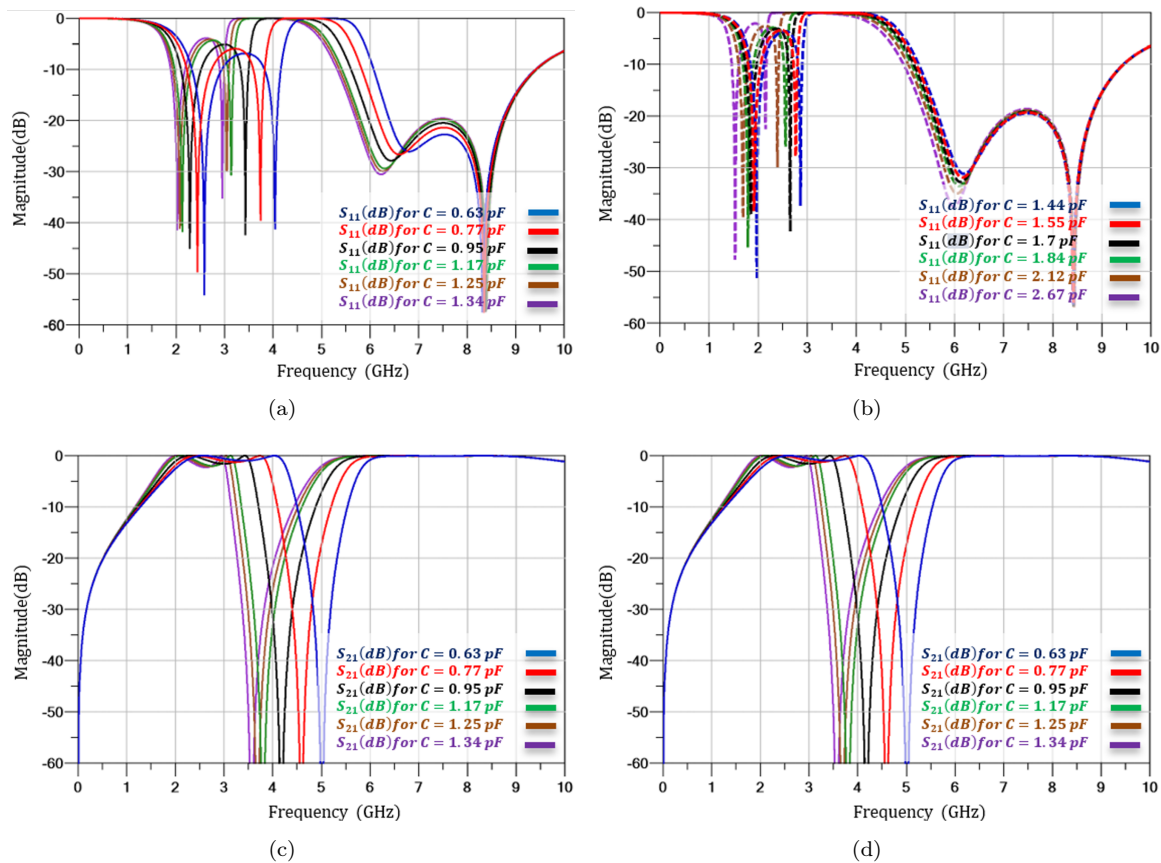 0
-10
-20
-30
-40
-50
-60
Magnitude(dB)
S11(dB)for C = 0.63 pF
S11(dB)for C = 0.77 pF
S11(dB)for C = 0.95 pF
S11(dB)for C = 1.17 pF
S11(dB)for C = 1.25 pF
S11(dB)for C = 1.34 pF
0 1 2 3 4 5 6 7 8 9 10
Frequency (GHz)
(a)
0
-10
-20
-30
-40
-50
-60
Magnitude(dB)
S11(dB)for C = 1.44 pF
S11(dB)for C = 1.55 pF
S11(dB)for C = 1.7 pF
S11(dB)for C = 1.84 pF
S11(dB)for C = 2.12 pF
S11(dB)for C = 2.67 pF
0 1 2 3 4 5 6 7 8 9 10
Frequency (GHz)
(b)
0
-10
-20
-30
-40
-50
-60
Magnitude(dB)
S21(dB)for C = 0.63 pF
S21(dB)for C = 0.77 pF
S21(dB)for C = 0.95 pF
S21(dB)for C = 1.17 pF
S21(dB)for C = 1.25 pF
S21(dB)for C = 1.34 pF
0 1 2 3 4 5 6 7 8 9 10
Frequency (GHz)
(c)
0
-10
-20
-30
-40
-50
-60
Magnitude(dB)
S21(dB)for C = 0.63 pF
S21(dB)for C = 0.77 pF
S21(dB)for C = 0.95 pF
S21(dB)for C = 1.17 pF
S21(dB)for C = 1.25 pF
S21(dB)for C = 1.34 pF
0 1 2 3 4 5 6 7 8 9 10
Frequency (GHz)
(d)